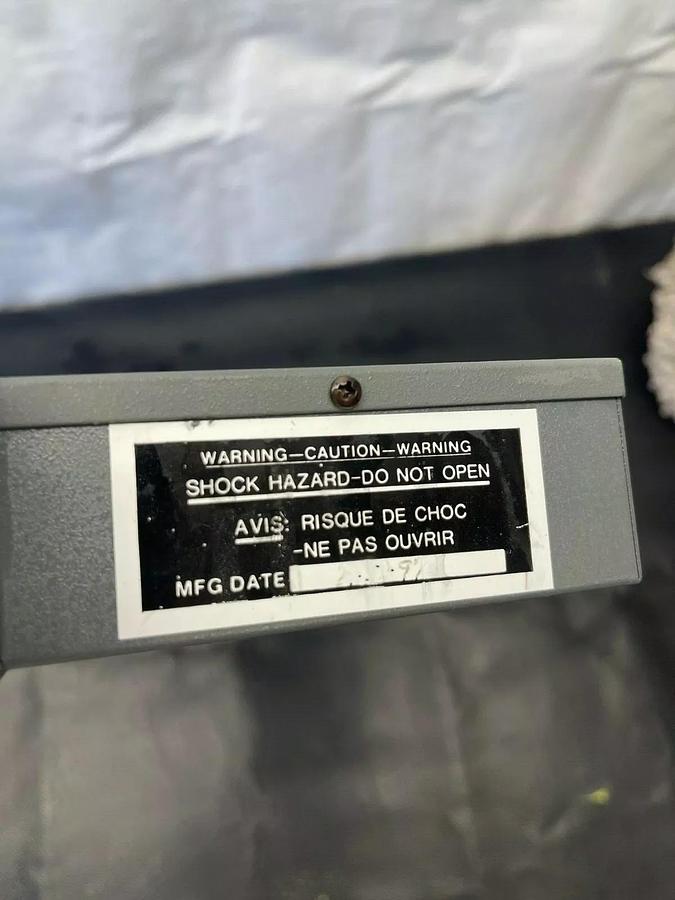 WARNING—CAUTION—WARNING
SHOCK HAZARD-DO NOT OPEN
AVIS: RISQUE DE CHOC
-NE PAS OUVRIR
MFG DATE